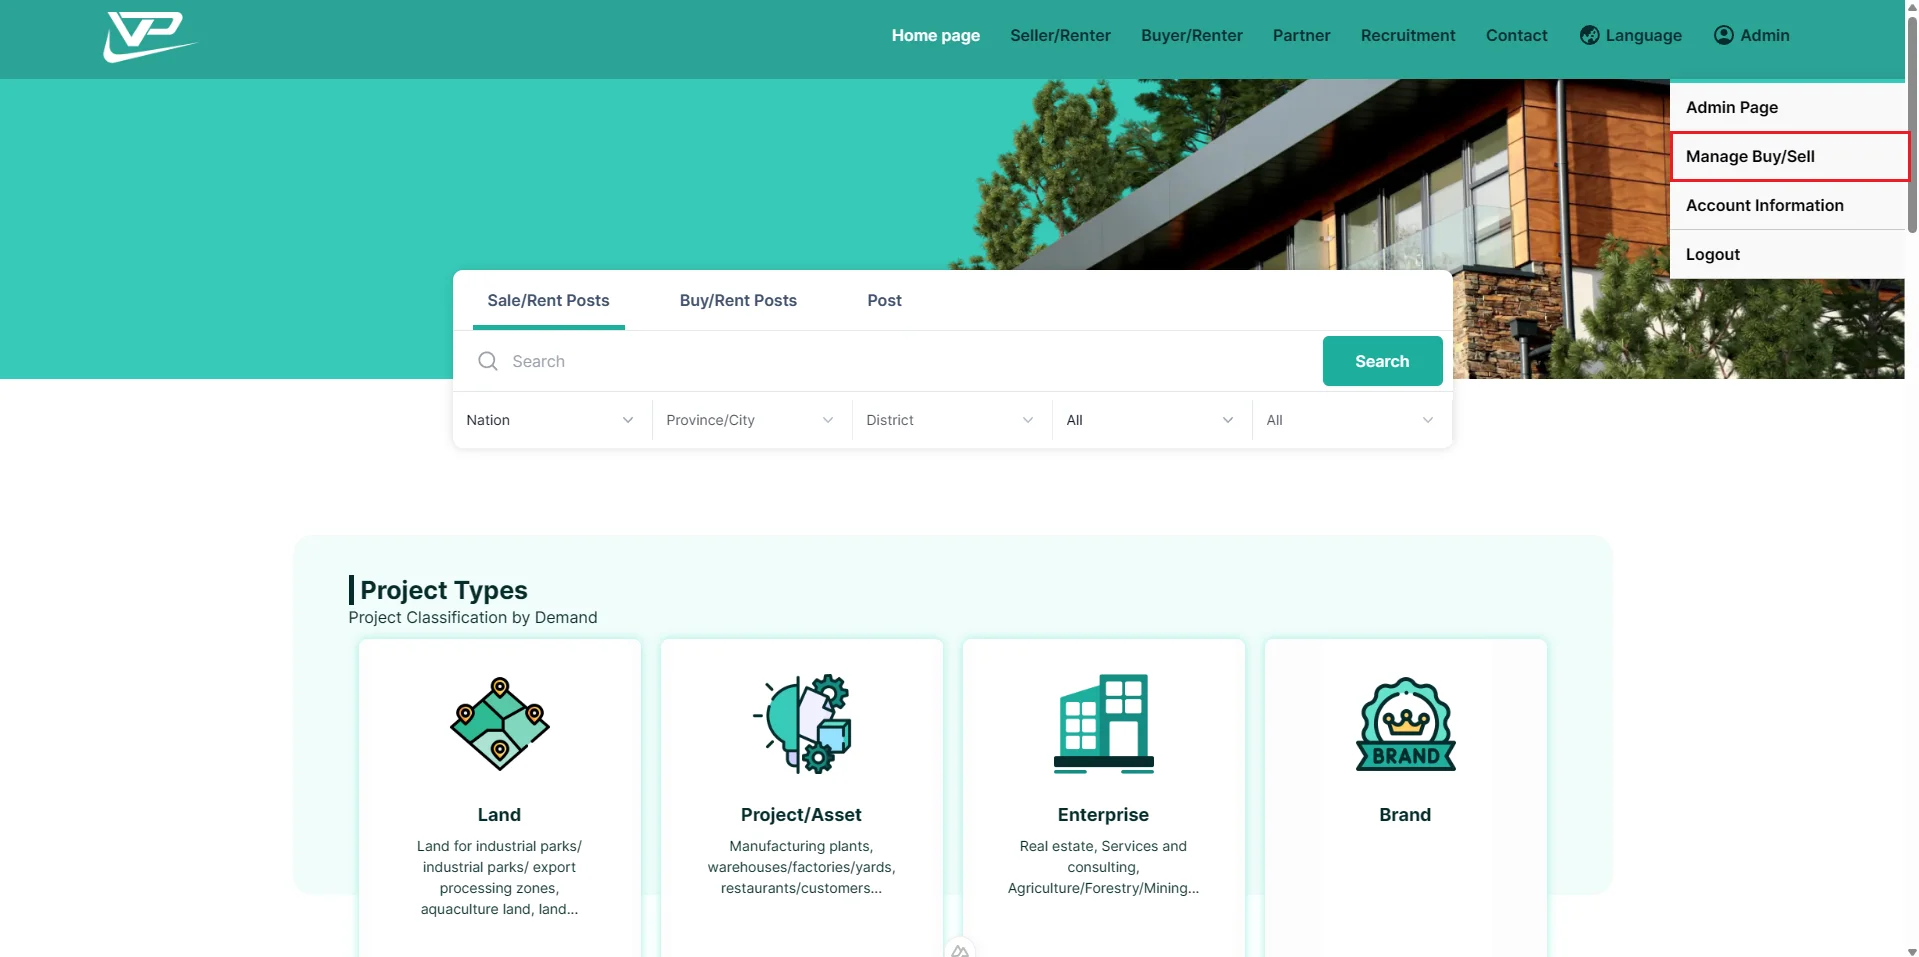 VP
Home page
Seller/Renter
Buyer/Renter
Partner
Recruitment
Contact
Language
Admin
Admin Page
Manage Buy/Sell
Account Information
Logout
Sale/Rent Posts
Buy/Rent Posts
Post
Search
Search
Nation
Province/City
District
All
All
Project Types
Project Classification by Demand
Land
Land for industrial parks/
industrial parks/ export
processing zones,
aquaculture land, land...
Project/Asset
Manufacturing plants,
warehouses/factories/yards,
restaurants/customers...
Enterprise
Real estate, Services and
consulting,
Agriculture/Forestry/Mining...
BRAND
Brand